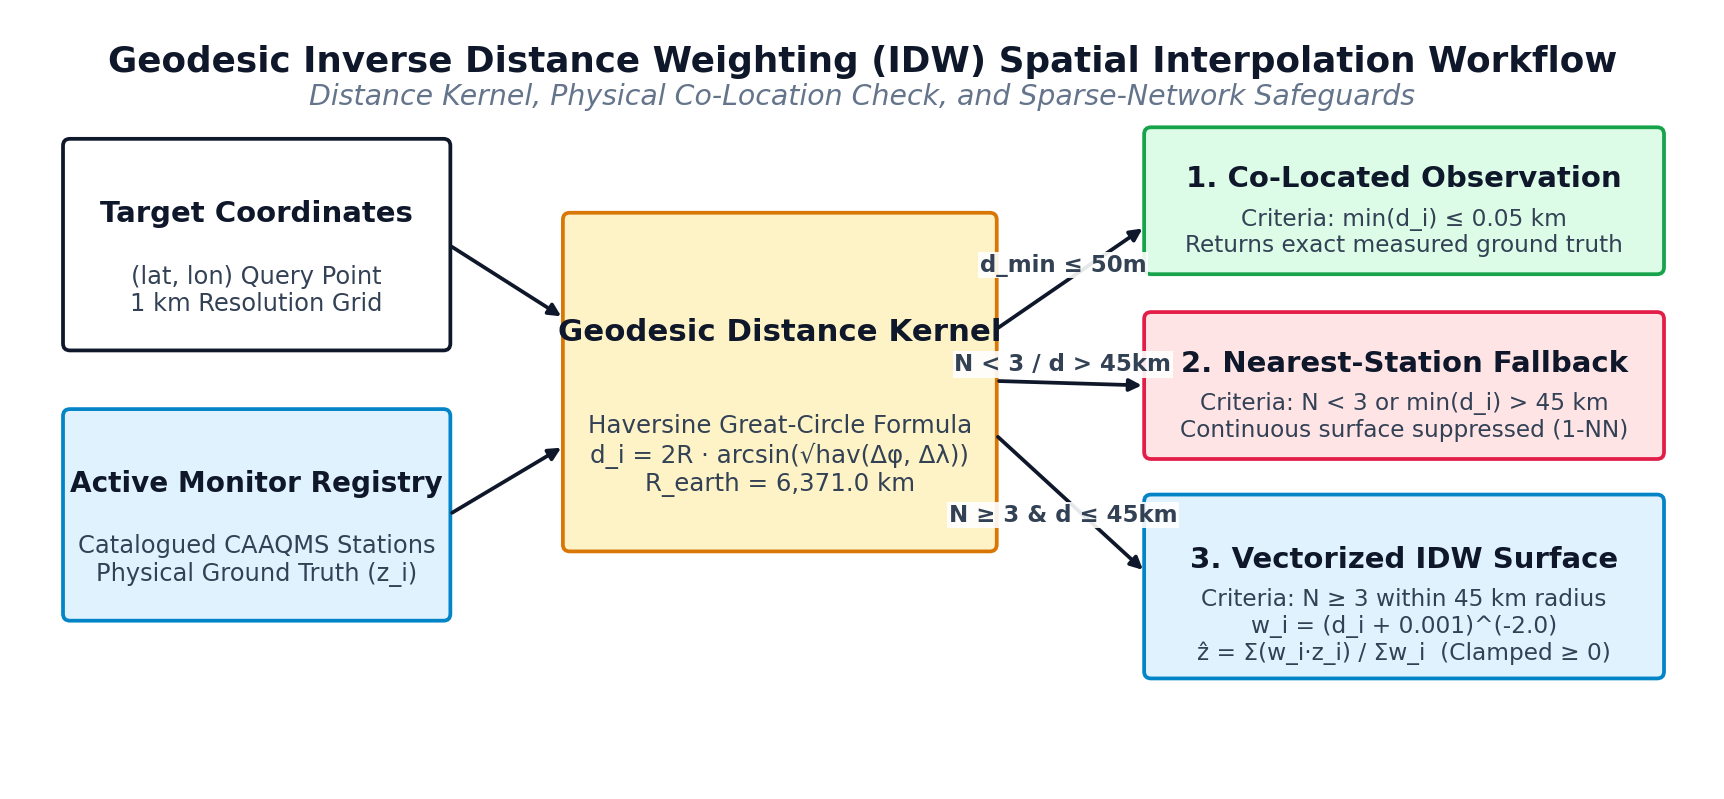 Geodesic Inverse Distance Weighting (IDW) Spatial Interpolation Workflow
Distance Kernel, Physical Co-Location Check, and Sparse-Network Safeguards
Target Coordinates
(lat, lon) Query Point
1 km Resolution Grid
Active Monitor Registry
Catalogued CAAQMS Stations
Physical Ground Truth (z_i)
Geodesic Distance Kernel
Haversine Great-Circle Formula
d_i = 2R · arcsin(√hav(Δφ, Δλ))
R_earth = 6,371.0 km
d_min ≤ 50m
N < 3 / d > 45km
N ≥ 3 & d ≤ 45km
1. Co-Located Observation
Criteria: min(d_i) ≤ 0.05 km
Returns exact measured ground truth
2. Nearest-Station Fallback
Criteria: N < 3 or min(d_i) > 45 km
Continuous surface suppressed (1-NN)
3. Vectorized IDW Surface
Criteria: N ≥ 3 within 45 km radius
w_i = (d_i + 0.001)^(-2.0)
ẑ = Σ(w_i·z_i) / Σw_i  (Clamped ≥ 0)